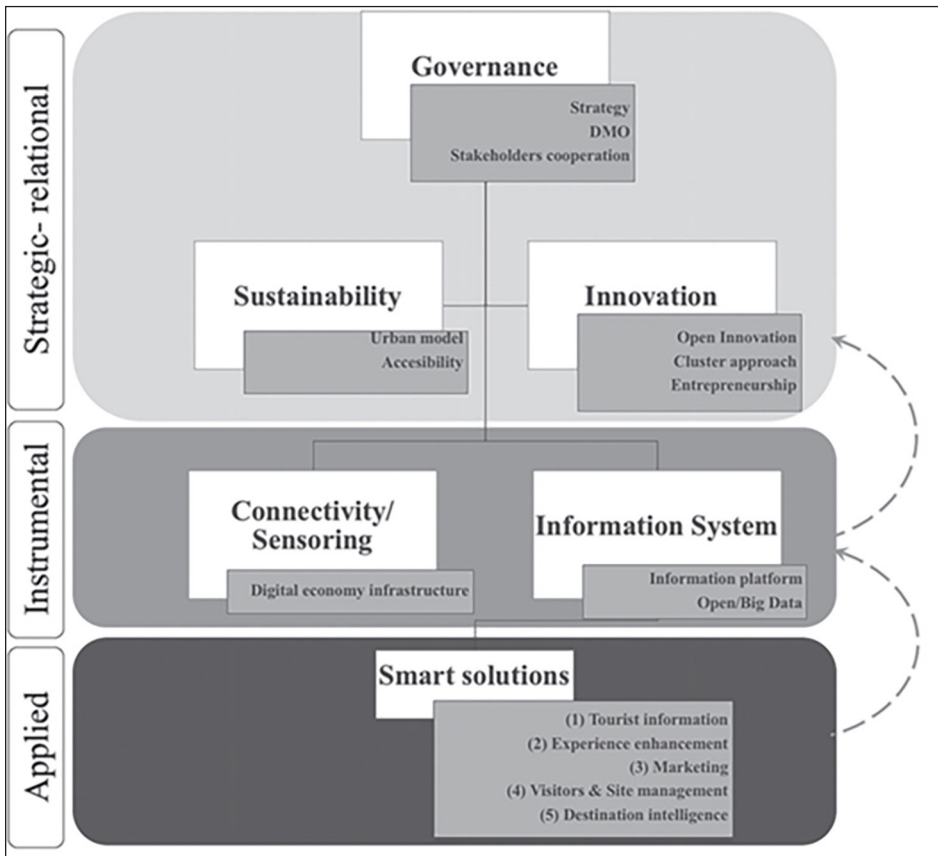 Strategic- relational
Governance
Strategy
DMO
Stakeholders cooperation
Sustainability
Urban model
Accesibility
Innovation
Open Innovation
Cluster approach
Entrepreneurship
Instrumental
Connectivity/
Sensoring
Digital economy infrastructure
Information System
Information platform
Open/Big Data
Applied
Smart solutions
(1) Tourist information
(2) Experience enhancement
(3) Marketing
(4) Visitors & Site management
(5) Destination intelligence